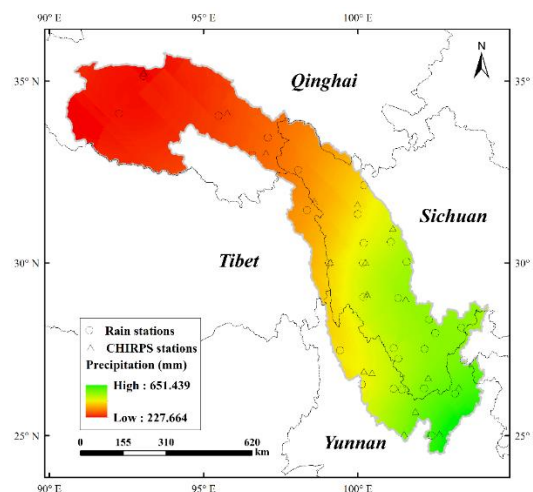 90° E 95° E 100° E
N
35° N
35° N
Qinghai
Sichuan
30° N
30° N
Tibet
Rain stations
CHIRPS stations
Precipitation (mm)
High : 651.439
Low : 227.664
25° N
25° N
0 155 310 620
km
Yunnan
90° E 95° E 100° E